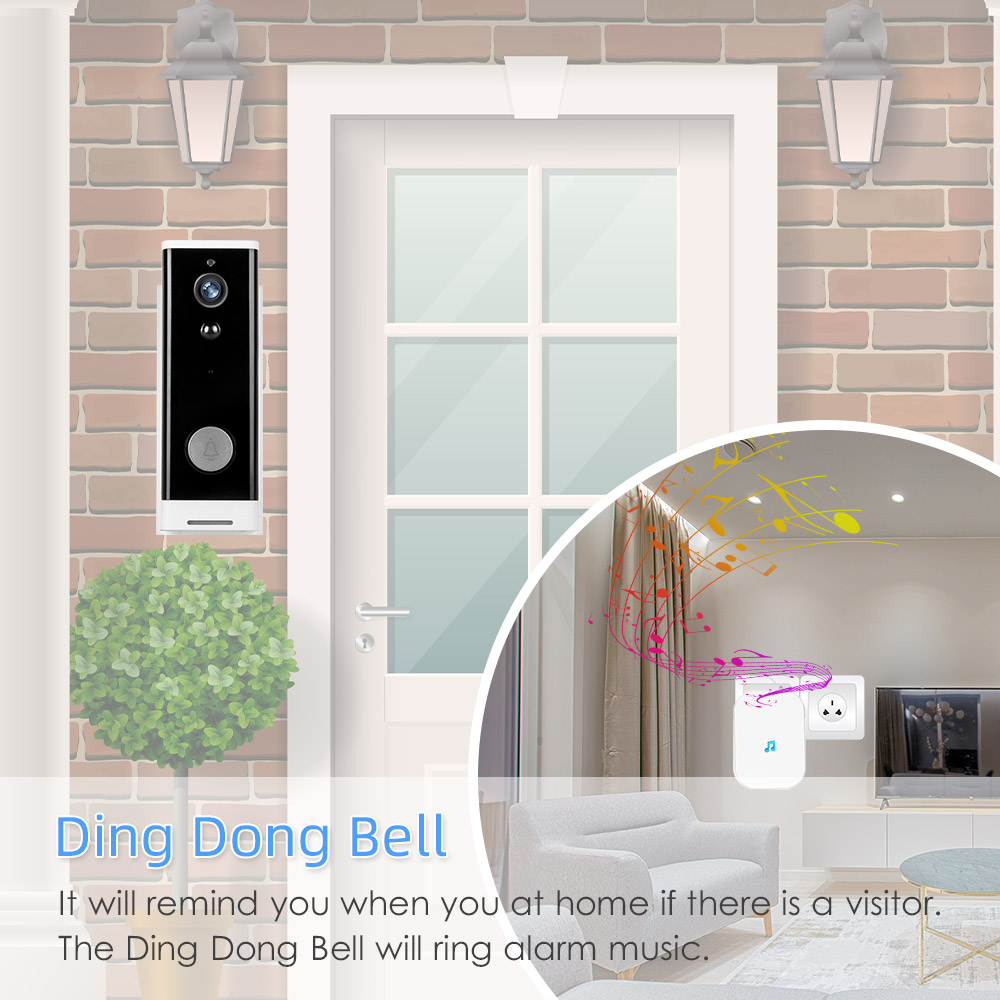 Ding Dong Bell
It will remind you when you at home if there is a visitor.
The Ding Dong Bell will ring alarm music.